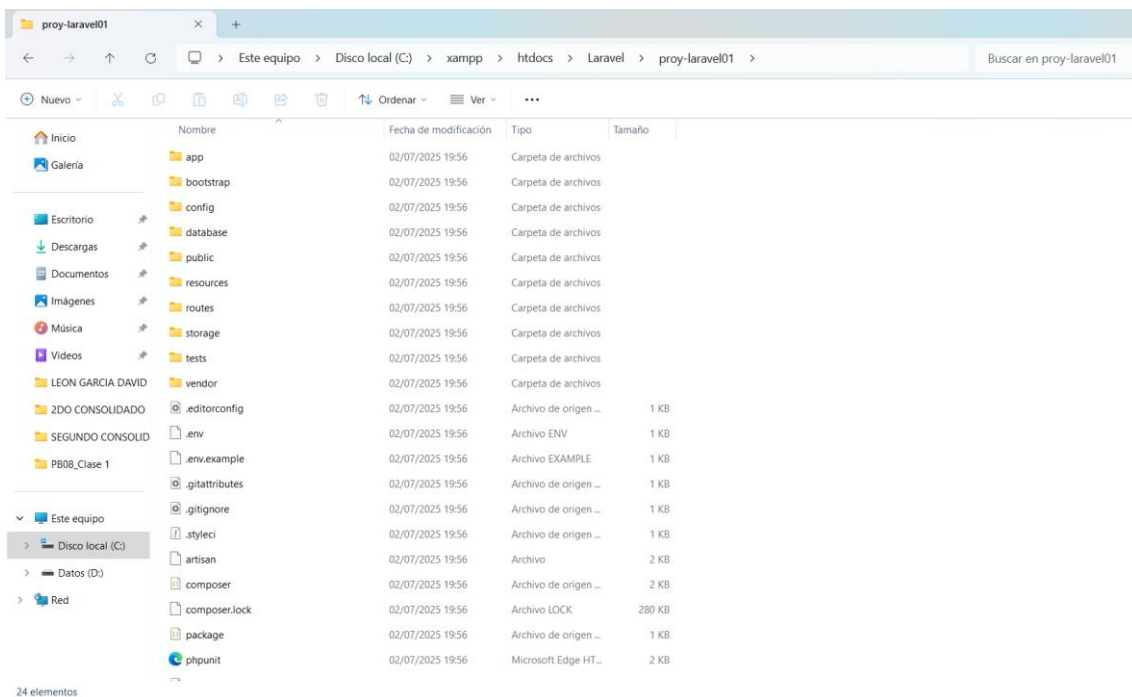 proy-laravel01
Este equipo > Disco local (C:) > xampp > htdocs > Laravel > proy-laravel01 >
Buscar en proy-laravel01
Nuevo
Ordenar
Ver
Inicio
Galería
Escritorio
Descargas
Documentos
Imágenes
Música
Videos
LEON GARCIA DAVID
2DO CONSOLIDADO
SEGUNDO CONSOLID
PB08_Clase 1
Este equipo
Disco local (C:)
Datos (D:)
Red
Nombre Fecha de modificación Tipo Tamaño
app 02/07/2025 19:56 Carpeta de archivos
bootstrap 02/07/2025 19:56 Carpeta de archivos
config 02/07/2025 19:56 Carpeta de archivos
database 02/07/2025 19:56 Carpeta de archivos
public 02/07/2025 19:56 Carpeta de archivos
resources 02/07/2025 19:56 Carpeta de archivos
routes 02/07/2025 19:56 Carpeta de archivos
storage 02/07/2025 19:56 Carpeta de archivos
tests 02/07/2025 19:56 Carpeta de archivos
vendor 02/07/2025 19:56 Carpeta de archivos
.editorconfig 02/07/2025 19:56 Archivo de origen ... 1 KB
.env 02/07/2025 19:56 Archivo ENV 1 KB
.env.example 02/07/2025 19:56 Archivo EXAMPLE 1 KB
.gitattributes 02/07/2025 19:56 Archivo de origen ... 1 KB
.gitignore 02/07/2025 19:56 Archivo de origen ... 1 KB
.styleci 02/07/2025 19:56 Archivo de origen ... 1 KB
artisan 02/07/2025 19:56 Archivo 2 KB
composer 02/07/2025 19:56 Archivo de origen ... 2 KB
composer.lock 02/07/2025 19:56 Archivo LOCK 280 KB
package 02/07/2025 19:56 Archivo de origen ... 1 KB
phpunit 02/07/2025 19:56 Microsoft Edge HT... 2 KB
24 elementos